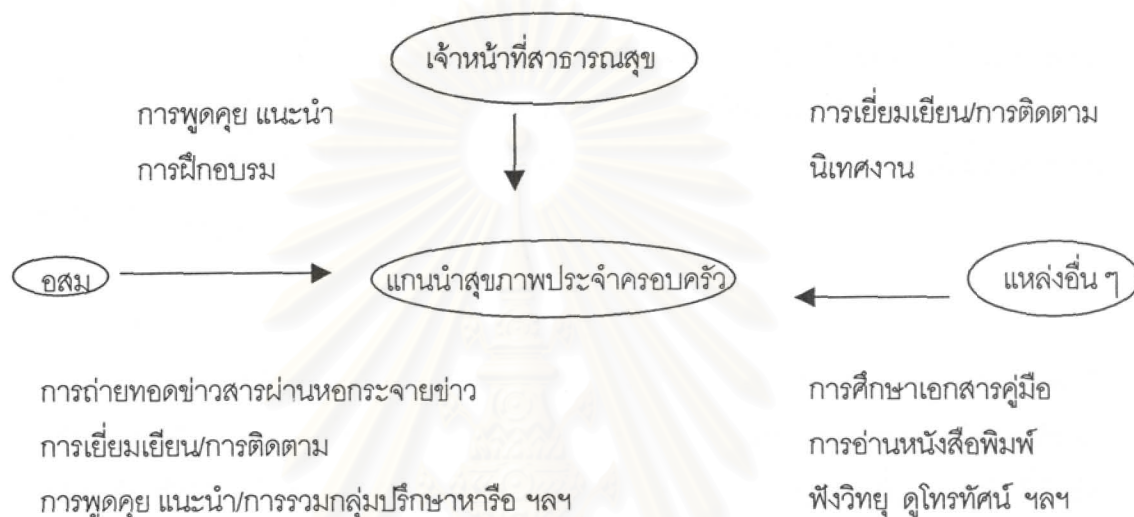 เจ้าหน้าที่สาธารณสุข
การพูดคุย แนะนำ
การฝึกอบรม
การเยี่ยมเยียน/การติดตาม
นิเทศงาน
อสม
แกนนำสุขภาพประจำครอบครัว
แหล่งอื่น ๆ
การถ่ายทอดข่าวสารผ่านหอกระจายข่าว
การเยี่ยมเยียน/การติดตาม
การพูดคุย แนะนำ/การรวมกลุ่มปรึกษาหารือ ฯลฯ
การศึกษาเอกสารคู่มือ
การอ่านหนังสือพิมพ์
ฟังวิทยุ ดูโทรทัศน์ ฯลฯ